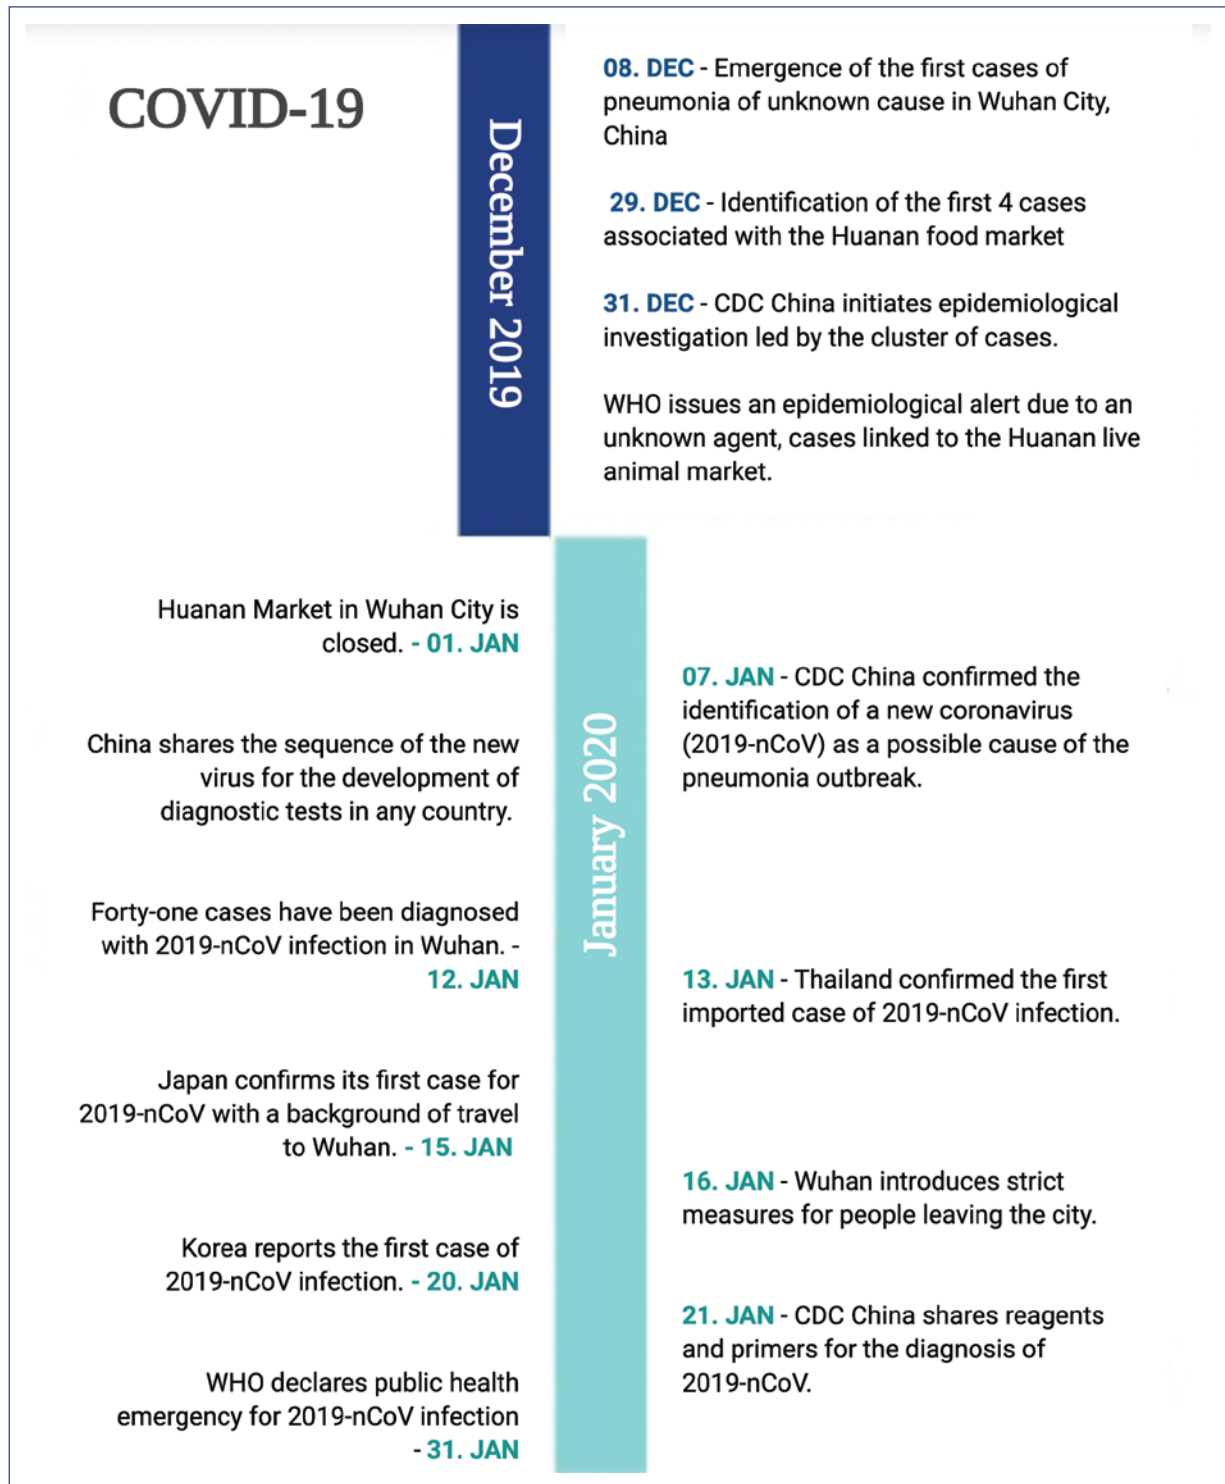 COVID-19
December 2019
08. DEC - Emergence of the first cases of
pneumonia of unknown cause in Wuhan City,
China
29. DEC - Identification of the first 4 cases
associated with the Huanan food market
31. DEC - CDC China initiates epidemiological
investigation led by the cluster of cases.
WHO issues an epidemiological alert due to an
unknown agent, cases linked to the Huanan live
animal market.
January 2020
Huanan Market in Wuhan City is
closed. - 01. JAN
07. JAN - CDC China confirmed the
identification of a new coronavirus
(2019-nCoV) as a possible cause of the
pneumonia outbreak.
China shares the sequence of the new
virus for the development of
diagnostic tests in any country.
Forty-one cases have been diagnosed
with 2019-nCoV infection in Wuhan. -
12. JAN
13. JAN - Thailand confirmed the first
imported case of 2019-nCoV infection.
Japan confirms its first case for
2019-nCoV with a background of travel
to Wuhan. - 15. JAN
16. JAN - Wuhan introduces strict
measures for people leaving the city.
Korea reports the first case of
2019-nCoV infection. - 20. JAN
21. JAN - CDC China shares reagents
and primers for the diagnosis of
2019-nCoV.
WHO declares public health
emergency for 2019-nCoV infection
- 31. JAN